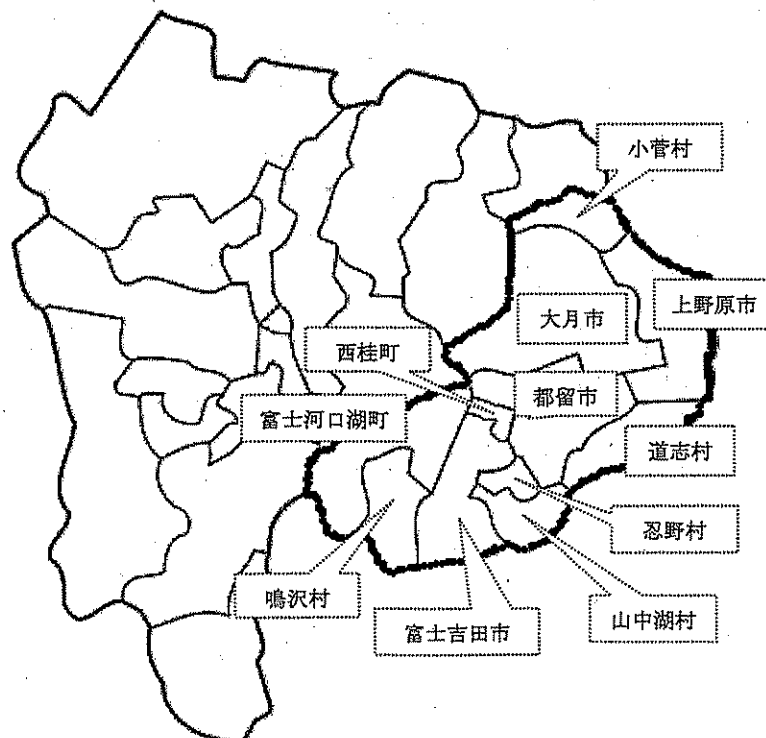 小菅村
上野原市
大月市
西桂町
都留市
富士河口湖町
道志村
忍野村
鳴沢村
富士吉田市
山中湖村